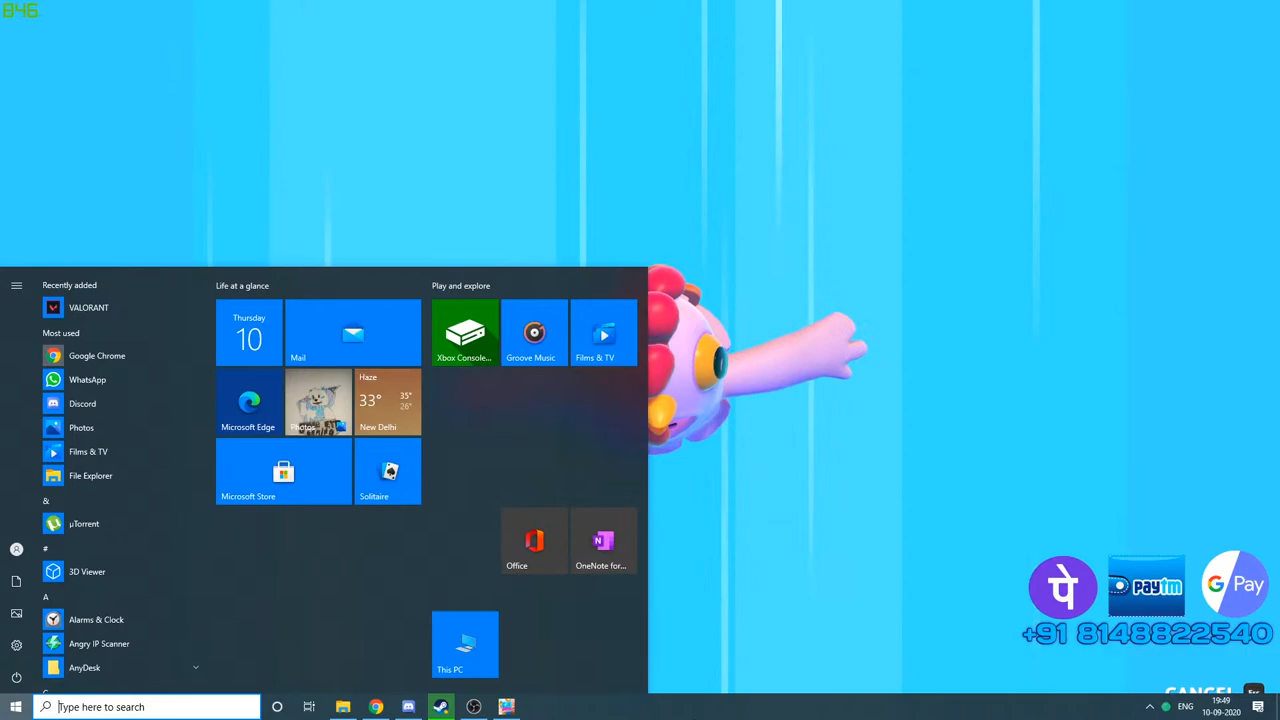 846
Recently added
VALORANT
Most used
Google Chrome
WhatsApp
Discord
Photos
Films & TV
File Explorer
&
µTorrent
#
3D Viewer
A
Alarms & Clock
Angry IP Scanner
AnyDesk
Life at a glance
Thursday
10
Mail
Microsoft Edge
Photos
Haze
33° 35°
26°
New Delhi
Microsoft Store
Solitaire
Play and explore
Xbox Console...
Groove Music
Films & TV
Office
OneNote for...
This PC
पे
paytm
G Pay
+91 8148822540
CANCEL Esc
Type here to search
ENG
19:49
10-09-2020